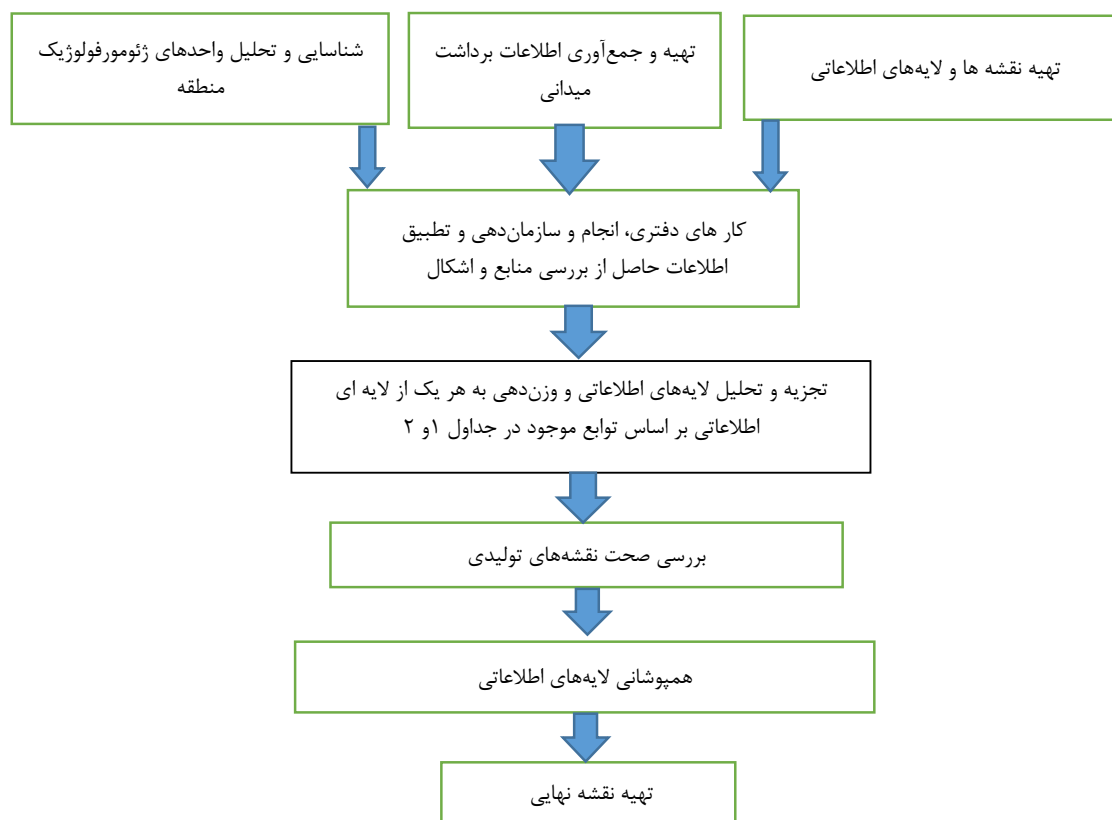 تهیه نقشه ها و لایه‌های اطلاعاتی
تهیه و جمع‌آوری اطلاعات برداشت
میدانی
شناسایی و تحلیل واحدهای ژئومورفولوژیک
منطقه
کار های دفتری، انجام و سازمان‌دهی و تطبیق
اطلاعات حاصل از بررسی منابع و اشکال
تجزیه و تحلیل لایه‌های اطلاعاتی و وزن‌دهی به هر یک از لایه ای
اطلاعاتی بر اساس توابع موجود در جداول ۱و ۲
بررسی صحت نقشه‌های تولیدی
همپوشانی لایه‌های اطلاعاتی
تهیه نقشه نهایی